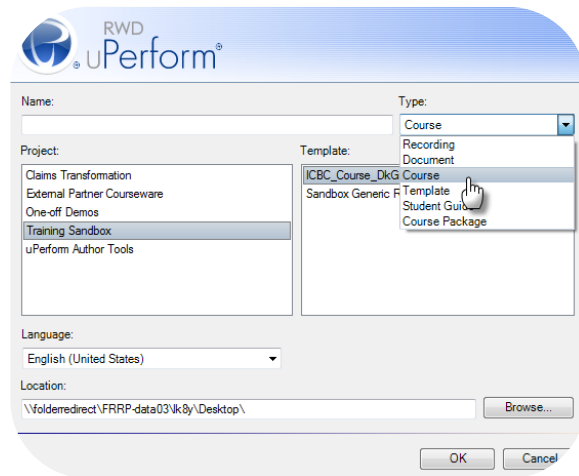 RWD
uPerform®
Name:
Type:
Course
Recording
Document
Course
Template
Student Guide
Course Package
Project:
Claims Transformation
External Partner Courseware
One-off Demos
Training Sandbox
uPerform Author Tools
Template:
ICBC_Course_DkG
Sandbox Generic R
Language:
English (United States)
Location:
\\folderredirect\FRRP-data03\lk8y\Desktop\
Browse...
OK
Cancel